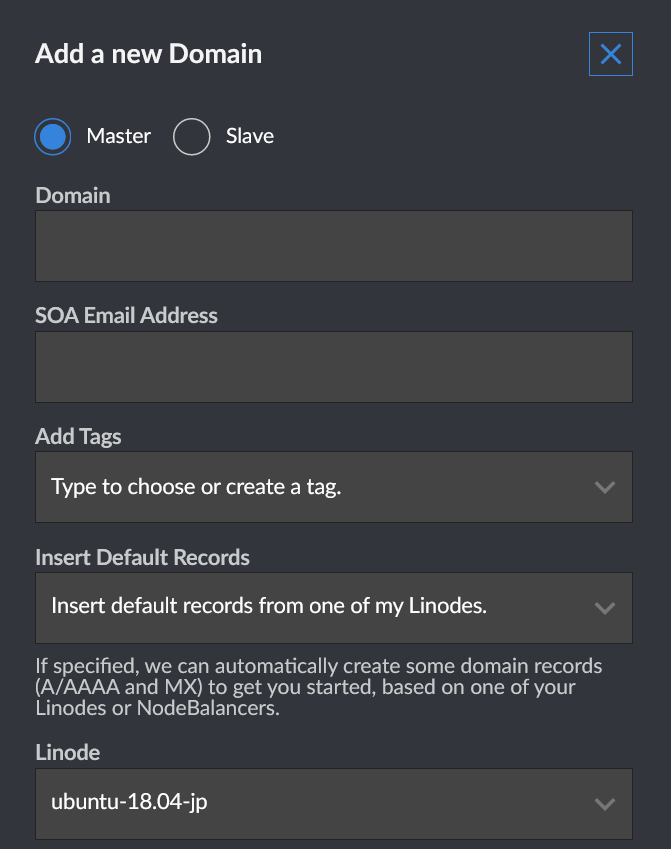 Add a new Domain
Master
Slave
Domain
SOA Email Address
Add Tags
Type to choose or create a tag.
Insert Default Records
Insert default records from one of my Linodes.
If specified, we can automatically create some domain records
(A/AAAA and MX) to get you started, based on one of your
Linodes or NodeBalancers.
Linode
ubuntu-18.04-jp